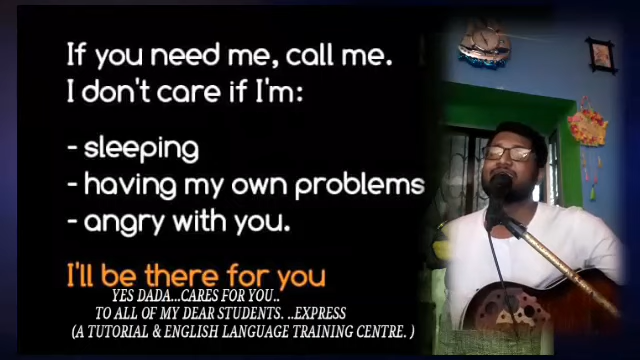 If you need me, call me.
I don't care if I'm:
- sleeping
- having my own problems
- angry with you.
I'll be there for you
YES DADA...CARES FOR YOU..
TO ALL OF MY DEAR STUDENTS. ..EXPRESS
(A TUTORIAL & ENGLISH LANGUAGE TRAINING CENTRE. )